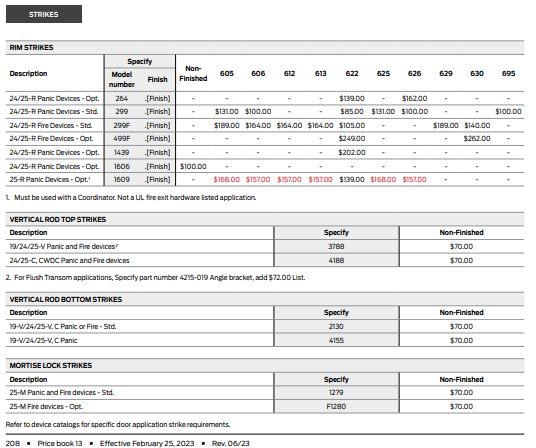 STRIKES
RIM STRIKES
Description Specify Non-Finished 605 606 612 613 622 625 626 629 630 695
Model number Finish
24/25-R Panic Devices - Opt. 264 .[Finish] - - - - - $139.00 - $162.00 - - -
24/25-R Panic Devices - Std. 299 .[Finish] - $131.00 $100.00 - - $85.00 $131.00 $100.00 - - $100.00
24/25-R Fire Devices - Std. 299F .[Finish] - $189.00 $164.00 $164.00 $164.00 $105.00 - - $189.00 $140.00 -
24/25-R Fire Devices - Opt. 499F .[Finish] - - - - - $249.00 - - - $262.00 -
24/25-R Panic Devices - Opt. 1439 .[Finish] - - - - - $202.00 - - - - -
24/25-R Panic Devices - Opt. 1606 .[Finish] $100.00 - - - - - - - - - -
25-R Panic Devices - Opt.¹ 1609 .[Finish] - $168.00 $157.00 $157.00 $157.00 $139.00 $168.00 $157.00 - - -
1. Must be used with a Coordinator. Not a UL fire exit hardware listed application.
VERTICAL ROD TOP STRIKES
Description Specify Non-Finished
19/24/25-V Panic and Fire devices² 3788 $70.00
24/25-C, CWDC Panic and Fire devices 4188 $70.00
2. For Flush Transom applications, Specify part number 4215-019 Angle bracket, add $72.00 List.
VERTICAL ROD BOTTOM STRIKES
Description Specify Non-Finished
19-V/24/25-V, C Panic or Fire - Std. 2130 $70.00
19-V/24/25-V, C Panic 4155 $70.00
MORTISE LOCK STRIKES
Description Specify Non-Finished
25-M Panic and Fire devices - Std. 1279 $70.00
25-M Fire devices - Opt. F1280 $70.00
Refer to device catalogs for specific door application strike requirements.
208 ▪ Price book 13 ▪ Effective February 25, 2023 ▪ Rev. 06/23